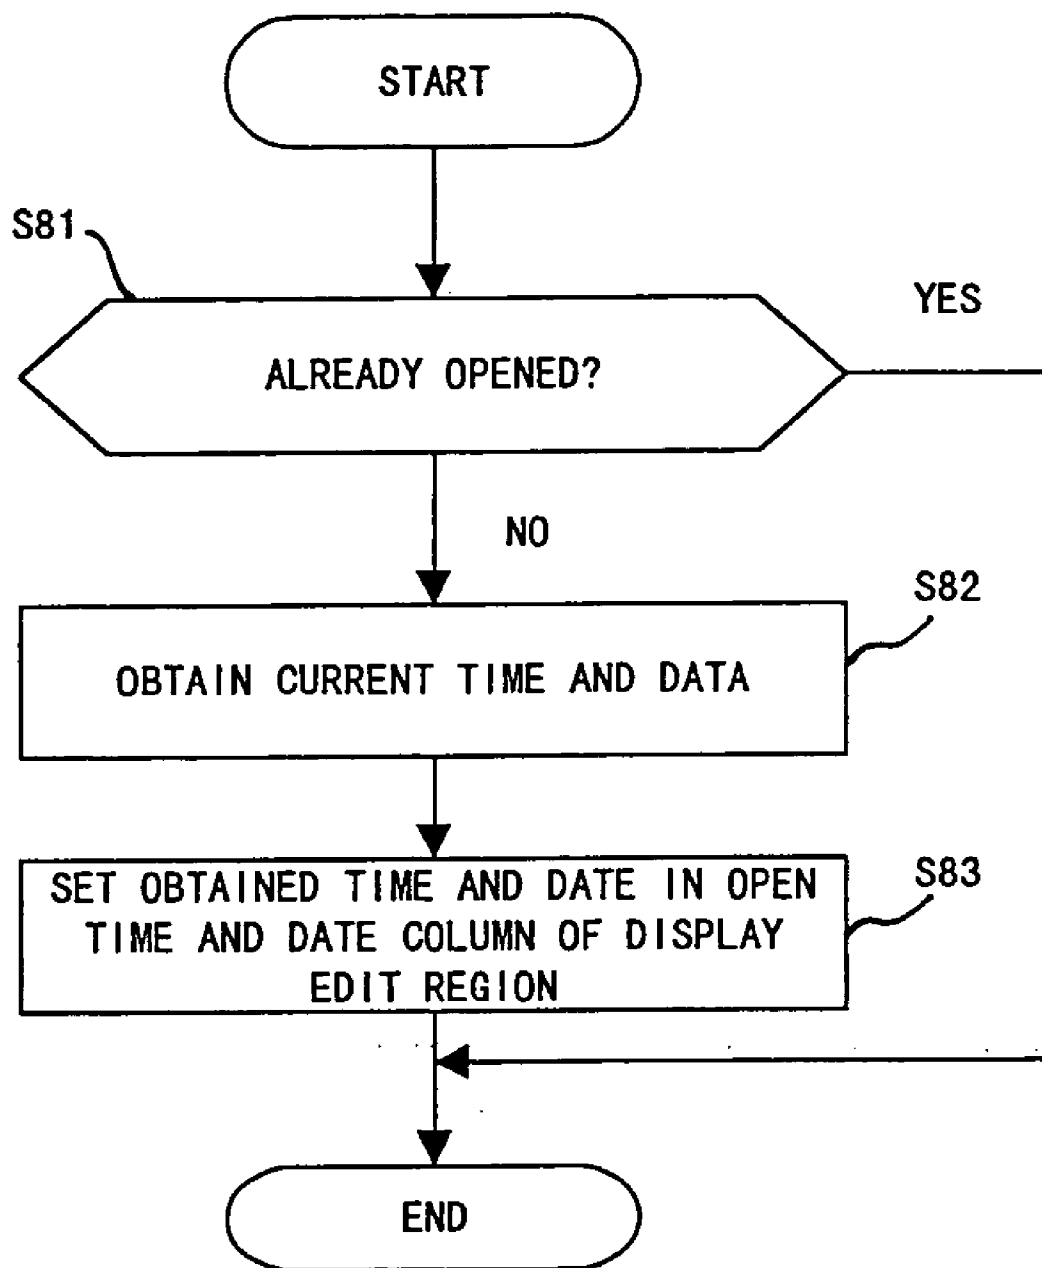 START
S81
YES
ALREADY OPENED?
NO
S82
OBTAIN CURRENT TIME AND DATA
S83
SET OBTAINED TIME AND DATE IN OPEN
TIME AND DATE COLUMN OF DISPLAY
EDIT REGION
END